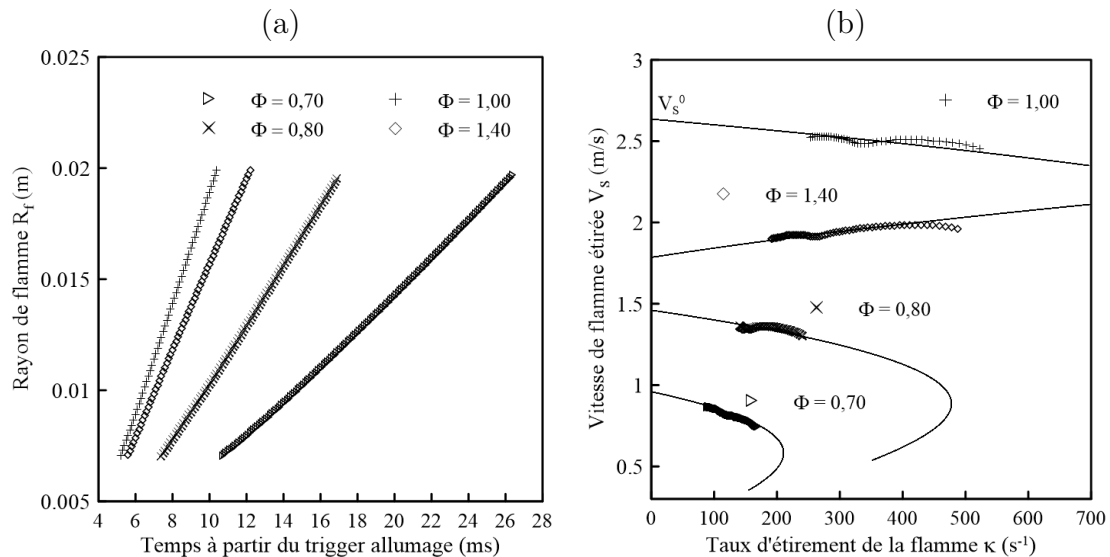 (a)
0.025
0.02
0.015
0.01
0.005
Rayon de flamme R_f (m)
Φ = 0,70
Φ = 1,00
Φ = 0,80
Φ = 1,40
4 6 8 10 12 14 16 18 20 22 24 26 28
Temps à partir du trigger allumage (ms)
(b)
3
2.5
2
1.5
1
0.5
Vitesse de flamme étirée V_s (m/s)
V_s^0
Φ = 1,00
Φ = 1,40
Φ = 0,80
Φ = 0,70
0 100 200 300 400 500 600 700
Taux d'étirement de la flamme κ (s^-1)